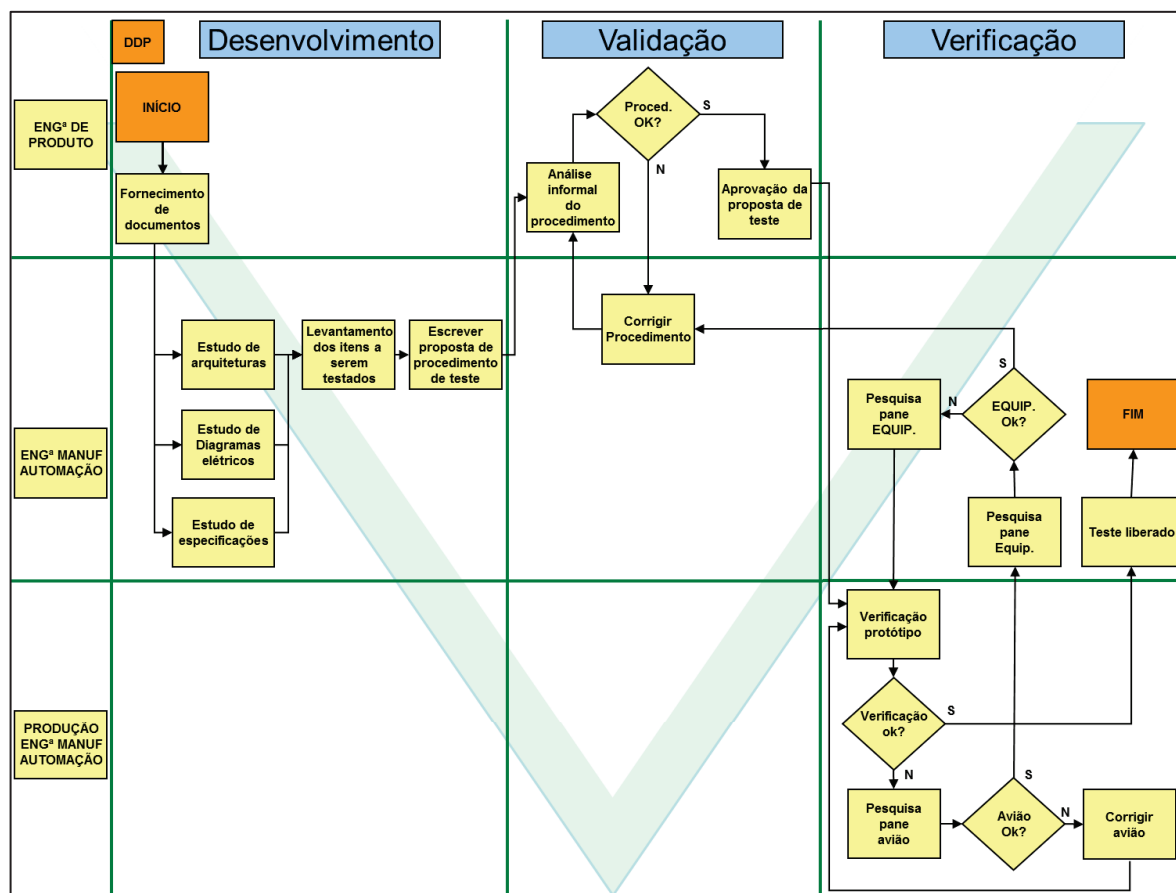 DDP
Desenvolvimento
Validação
Verificação
ENGª DE
PRODUTO
INÍCIO
Fornecimento
de
documentos
Análise
informal
do
procedimento
Proced.
OK?
S
N
Aprovação da
proposta de
teste
ENGª MANUF
AUTOMAÇÃO
Estudo de
arquiteturas
Estudo de
Diagramas
elétricos
Estudo de
especificações
Levantamento
dos itens a
serem
testados
Escrever
proposta de
procedimento
de teste
Corrigir
Procedimento
Pesquisa
pane
EQUIP.
N
S
EQUIP.
Ok?
FIM
Pesquisa
pane
Equip.
Teste liberado
PRODUÇÃO
ENGª MANUF
AUTOMAÇÃO
Verificação
protótipo
Verificação
ok?
S
N
Pesquisa
pane
avião
S
Avião
Ok?
N
Corrigir
avião